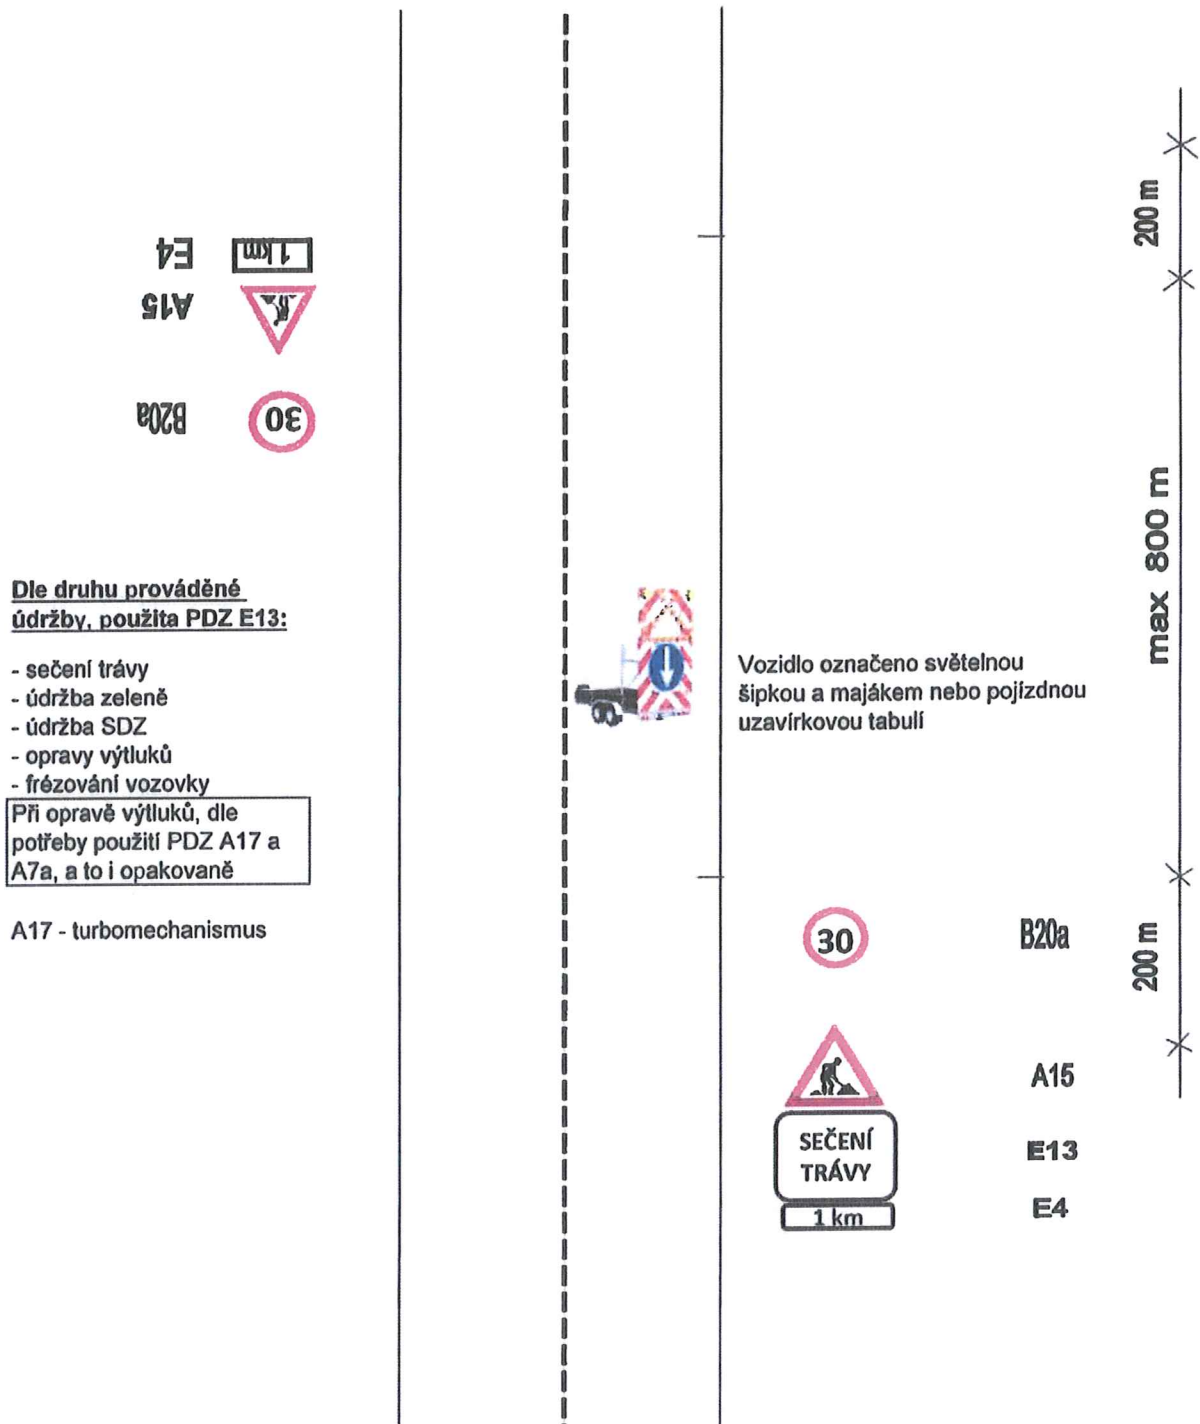 200 m
E4
1 km
A15
B20a
30
max 800 m
Dle druhu prováděné
údržby, použita PDZ E13:
- sečení trávy
- údržba zeleně
- údržba SDZ
- opravy výtluků
- frézování vozovky
Při opravě výtluků, dle
potřeby použití PDZ A17 a
A7a, a to i opakovaně
A17 - turbomechanismus
Vozidlo označeno světelnou
šipkou a majákem nebo pojízdnou
uzavírkovou tabulí
30
B20a
200 m
A15
SEČENÍ
TRÁVY
E13
1 km
E4